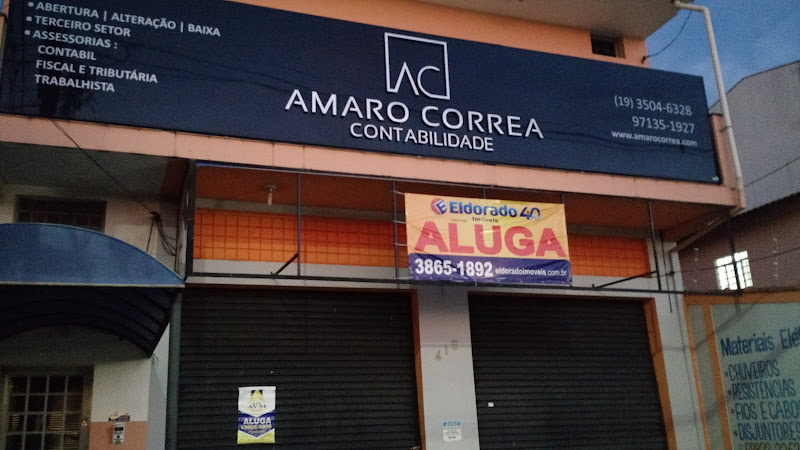 ▪ ABERTURA | ALTERAÇÃO | BAIXA
▪ TERCEIRO SETOR
▪ ASSESSORIAS :
CONTABIL
FISCAL E TRIBUTÁRIA
TRABALHISTA
AC
AMARO CORREA
CONTABILIDADE
(19) 3504-6328
97135-1927
www.amarocorrea.com
Eldorado 40
ALUGA
3865-1892 eldoradoimoveis.com.br
416
ALUGA
Materiais Elé
•CHUVEIROS
•RESISTENCIAS
•FIOS E CABOS
•DISJUNTORES